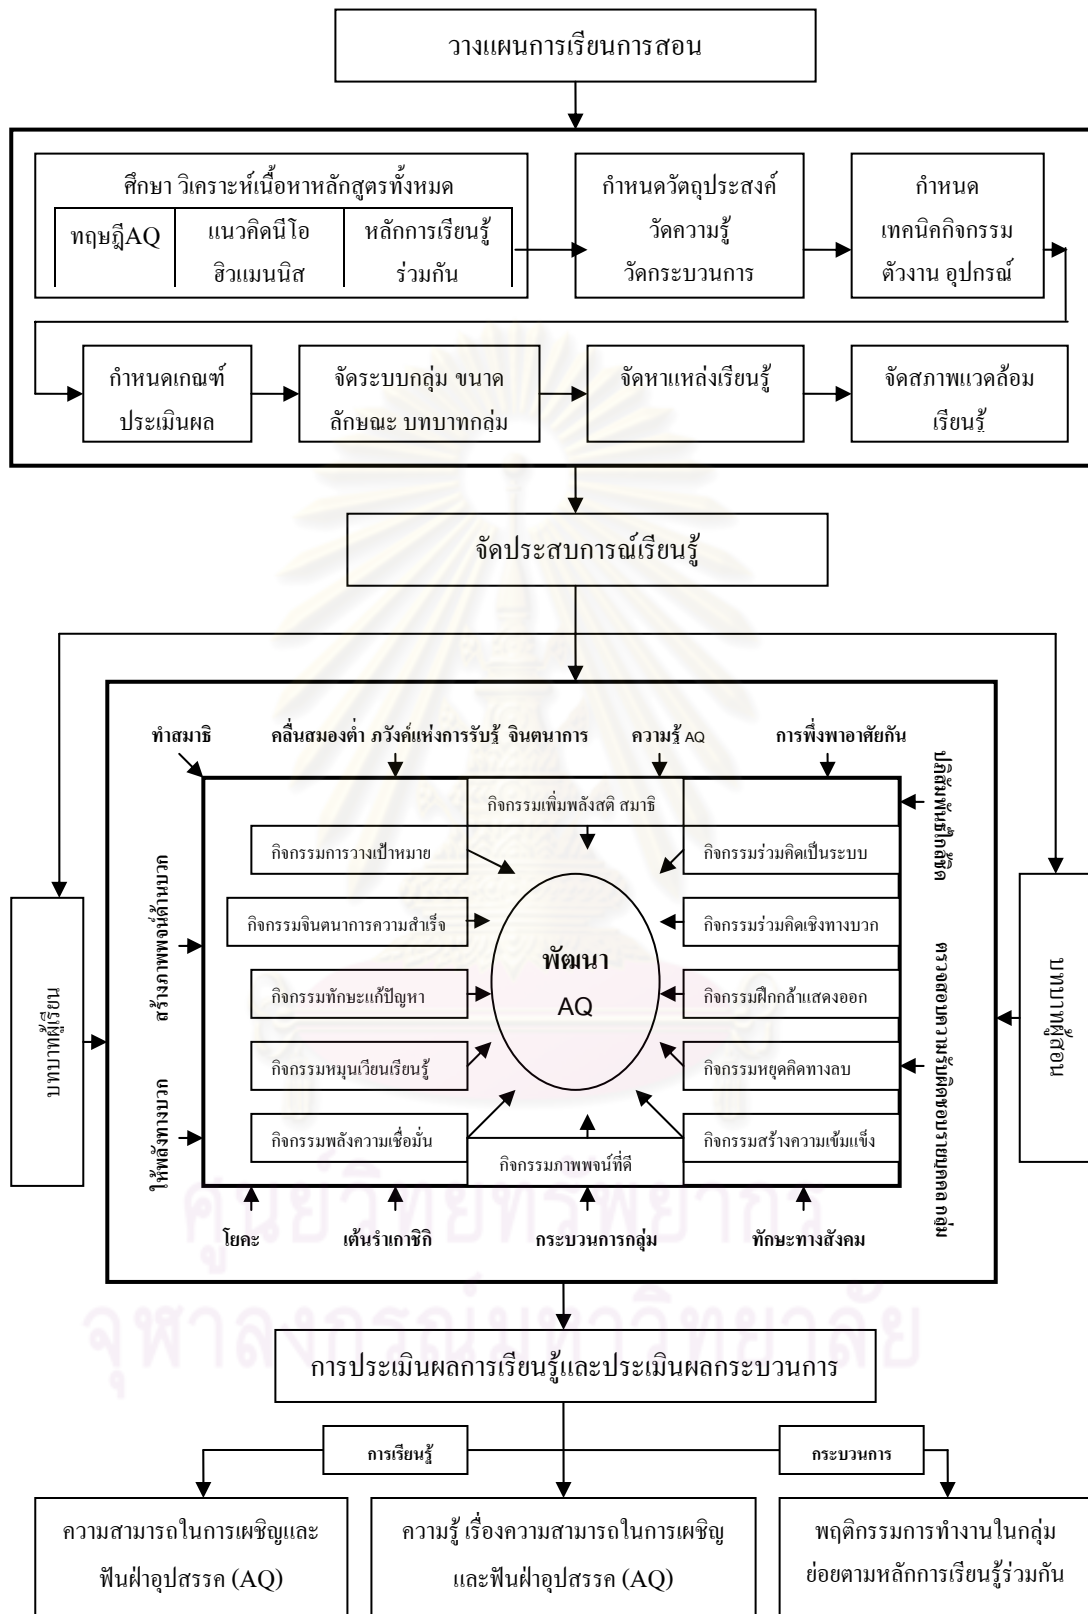 วางแผนการเรียนการสอน
ศึกษา วิเคราะห์เนื้อหาหลักสูตรทั้งหมด
ทฤษฎีAQ
แนวคิดนีโอ
ฮิวแมนนิส
หลักการเรียนรู้
ร่วมกัน
กำหนดวัตถุประสงค์
วัดความรู้
วัดกระบวนการ
กำหนด
เทคนิคกิจกรรม
ตัวงาน อุปกรณ์
กำหนดเกณฑ์
ประเมินผล
จัดระบบกลุ่ม ขนาด
ลักษณะ บทบาทกลุ่ม
จัดหาแหล่งเรียนรู้
จัดสภาพแวดล้อม
เรียนรู้
จัดประสบการณ์เรียนรู้
ทำสมาธิ
คลื่นสมองต่ำ ภวังค์แห่งการรับรู้ จินตนาการ
ความรู้ AQ
การพึ่งพาอาศัยกัน
ปฏิสัมพันธ์ใกล้ชิด
ตรวจสอบความรับผิดชอบรายบุคคล กลุ่ม
สร้างภาพพจน์ด้านบวก
ให้พลังทางบวก
บทบาทผู้เรียน
บทบาทผู้สอน
กิจกรรมเพิ่มพลังสติ สมาธิ
กิจกรรมการวางเป้าหมาย
กิจกรรมร่วมคิดเป็นระบบ
กิจกรรมจินตนาการความสำเร็จ
กิจกรรมร่วมคิดเชิงทางบวก
พัฒนา
AQ
กิจกรรมทักษะแก้ปัญหา
กิจกรรมฝึกกล้าแสดงออก
กิจกรรมหมุนเวียนเรียนรู้
กิจกรรมหยุดคิดทางลบ
กิจกรรมพลังความเชื่อมั่น
กิจกรรมสร้างความเข้มแข็ง
กิจกรรมภาพพจน์ที่ดี
โยคะ
เต้นรำเกาชิกิ
กระบวนการกลุ่ม
ทักษะทางสังคม
ศูนย์วิทยทรัพยากร
จุฬาลงกรณ์มหาวิทยาลัย
การประเมินผลการเรียนรู้และประเมินผลกระบวนการ
การเรียนรู้
กระบวนการ
ความสามารถในการเผชิญและ
ฟันฝ่าอุปสรรค (AQ)
ความรู้ เรื่องความสามารถในการเผชิญ
และฟันฝ่าอุปสรรค (AQ)
พฤติกรรมการทำงานในกลุ่ม
ย่อยตามหลักการเรียนรู้ร่วมกัน